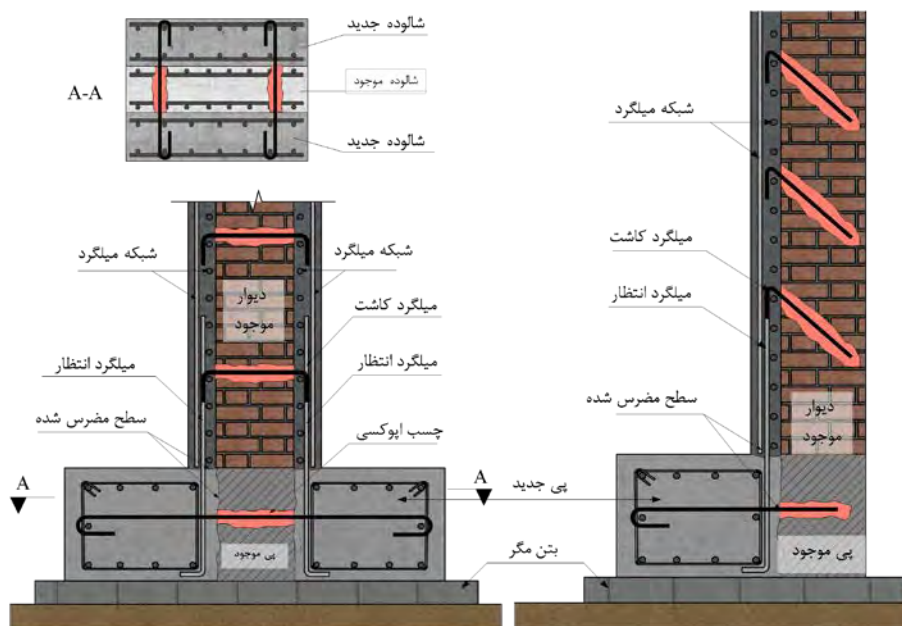 شالوده جدید
شالوده موجود
A-A
شالوده جدید
شبکه میلگرد
شبکه میلگرد
دیوار
موجود
میلگرد کاشت
میلگرد انتظار
میلگرد انتظار
سطح مضرس شده
چسب اپوکسی
A
A
پی جدید
پی موجود
بتن مگر
شبکه میلگرد
میلگرد کاشت
میلگرد انتظار
سطح مضرس شده
دیوار
موجود
پی موجود